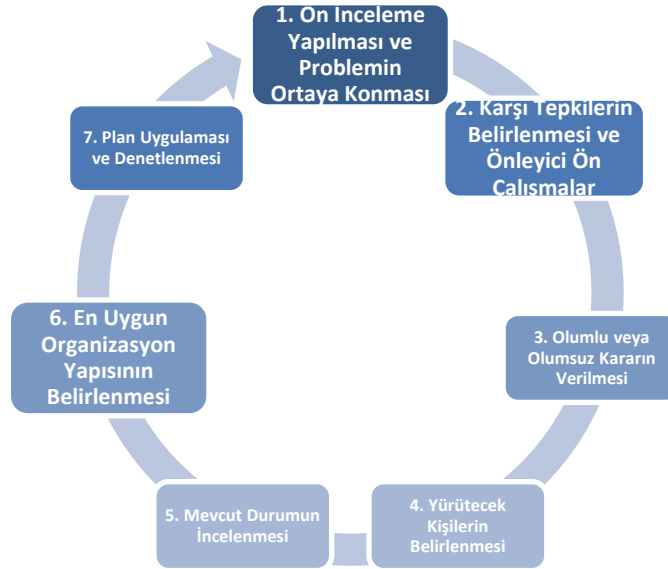 1. Ön İnceleme
Yapılması ve
Problemin
Ortaya Konması
2. Karşı Tepkilerin
Belirlenmesi ve
Önleyici Ön
Çalışmalar
3. Olumlu veya
Olumsuz Kararın
Verilmesi
4. Yürütecek
Kişilerin
Belirlenmesi
5. Mevcut Durumun
İncelenmesi
6. En Uygun
Organizasyon
Yapısının
Belirlenmesi
7. Plan Uygulaması
ve Denetlenmesi